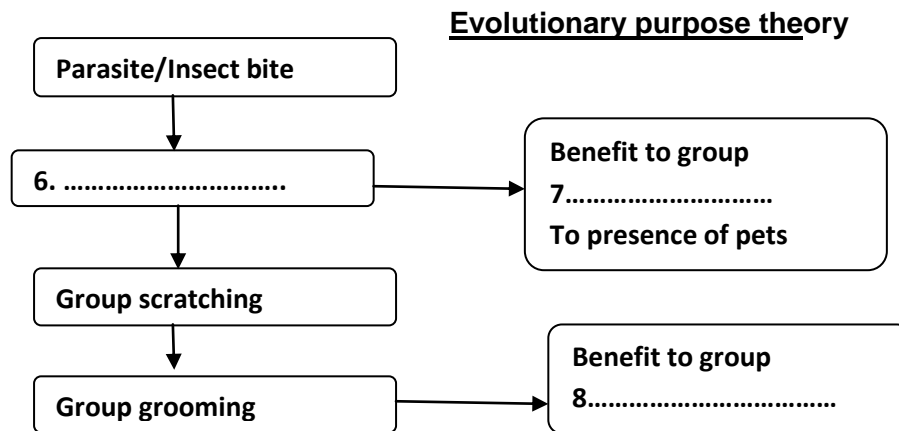 Evolutionary purpose theory
Parasite/Insect bite
6. …………………………..
Benefit to group
7…………………………
To presence of pets
Group scratching
Group grooming
Benefit to group
8……………………………